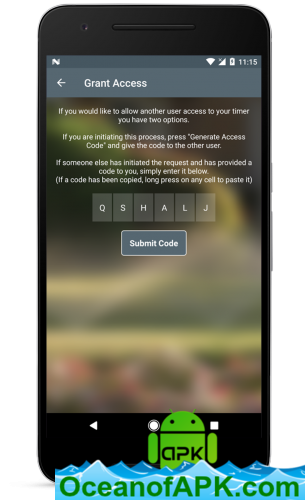 N
11:15
Grant Access
If you would like to allow another user access to your timer
you have two options.
If you are initiating this process, press "Generate Access
Code" and give the code to the other user.
If someone else has initiated the request and has provided a
code to you, simply enter it below.
(If a code has been copied, long press on any cell to paste it)
Q S H A L J
Submit Code
apk
OceanofAPK.com